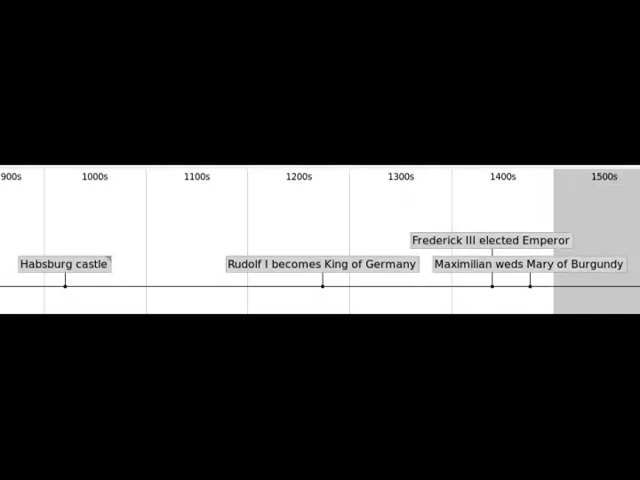 900s 1000s 1100s 1200s 1300s 1400s 1500s
Frederick III elected Emperor
Habsburg castle Rudolf I becomes King of Germany Maximilian weds Mary of Burgundy